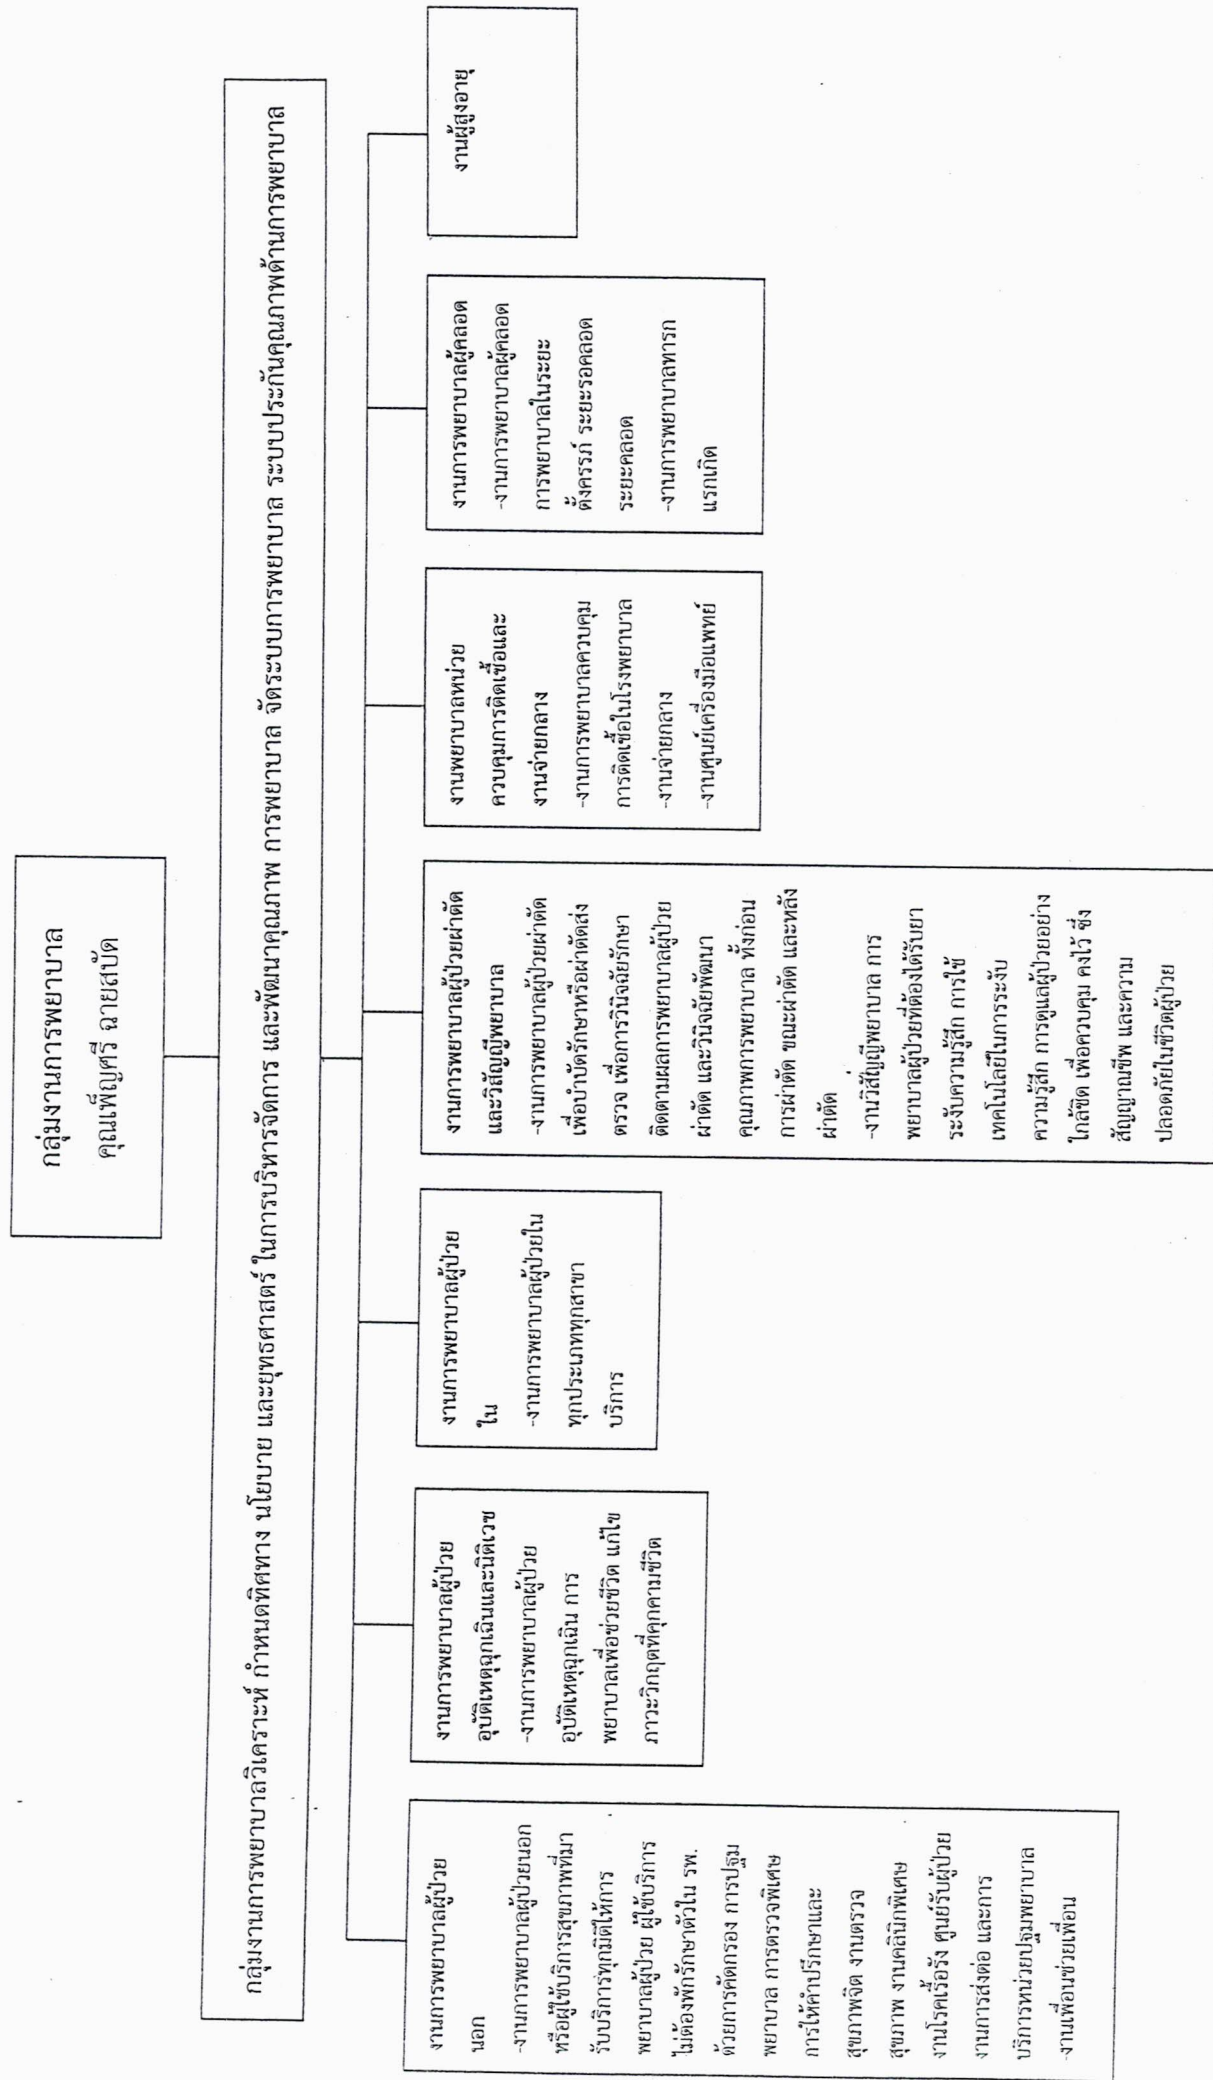 กลุ่มงานการพยาบาล
คุณเพ็ญศรี ฉายสบัด
กลุ่มงานการพยาบาลวิเคราะห์ กำหนดทิศทาง นโยบาย และยุทธศาสตร์ ในการบริหารจัดการ และพัฒนาคุณภาพ การพยาบาล จัดระบบการพยาบาล ระบบประกันคุณภาพด้านการพยาบาล
งานการพยาบาลผู้ป่วย
นอก
-งานการพยาบาลผู้ป่วยนอก
หรือผู้ใช้บริการสุขภาพที่มา
รับบริการทุกมิติให้การ
พยาบาลผู้ป่วย ผู้ใช้บริการ
ไม่ต้องพักรักษาตัวใน รพ.
ด้วยการคัดกรอง การปฐม
พยาบาล การตรวจพิเศษ
การให้คำปรึกษาและ
สุขภาพจิต งานตรวจ
สุขภาพ งานคลินิกพิเศษ
งานโรคเรื้อรัง ศูนย์รับผู้ป่วย
งานการส่งต่อ และการ
บริการหน่วยปฐมพยาบาล
-งานเพื่อนช่วยเพื่อน
งานการพยาบาลผู้ป่วย
อุบัติเหตุฉุกเฉินและนิติเวช
-งานการพยาบาลผู้ป่วย
อุบัติเหตุฉุกเฉิน การ
พยาบาลเพื่อช่วยชีวิต แก้ไข
ภาวะวิกฤตที่คุกคามชีวิต
งานการพยาบาลผู้ป่วย
ใน
-งานการพยาบาลผู้ป่วยใน
ทุกประเภททุกสาขา
บริการ
งานการพยาบาลผู้ป่วยผ่าตัด
และวิสัญญีพยาบาล
-งานการพยาบาลผู้ป่วยผ่าตัด
เพื่อบำบัดรักษาหรือผ่าตัดส่ง
ตรวจ เพื่อการวินิจฉัยรักษา
ติดตามผลการพยาบาลผู้ป่วย
ผ่าตัด และวินิจฉัยพัฒนา
คุณภาพการพยาบาล ทั้งก่อน
การผ่าตัด ขณะผ่าตัด และหลัง
ผ่าตัด
-งานวิสัญญีพยาบาล การ
พยาบาลผู้ป่วยที่ต้องได้รับยา
ระงับความรู้สึก การใช้
เทคโนโลยีในการระงับ
ความรู้สึก การดูแลผู้ป่วยอย่าง
ใกล้ชิด เพื่อควบคุม คงไว้ ซึ่ง
สัญญาณชีพ และความ
ปลอดภัยในชีวิตผู้ป่วย
งานพยาบาลหน่วย
ควบคุมการติดเชื้อและ
งานจ่ายกลาง
-งานการพยาบาลควบคุม
การติดเชื้อในโรงพยาบาล
-งานจ่ายกลาง
-งานศูนย์เครื่องมือแพทย์
งานการพยาบาลผู้คลอด
-งานการพยาบาลผู้คลอด
การพยาบาลในระยะ
ตั้งครรภ์ ระยะรอคลอด
ระยะคลอด
-งานการพยาบาลทารก
แรกเกิด
งานผู้สูงอายุ